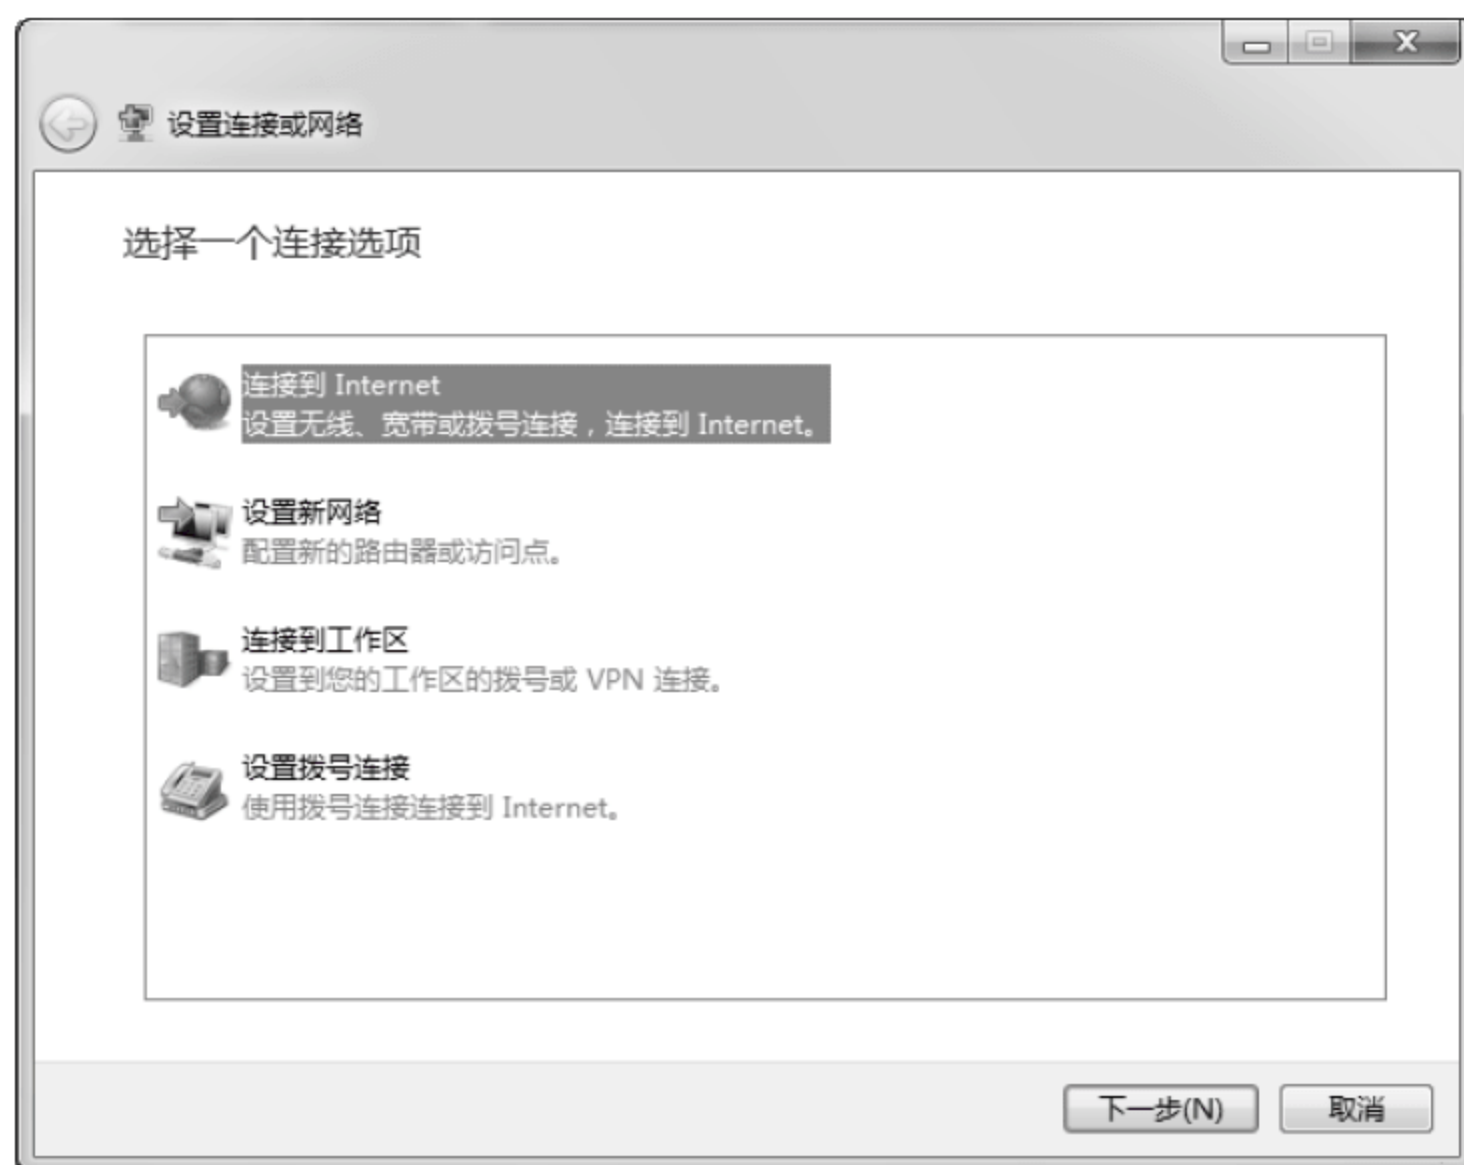 设置连接或网络
选择一个连接选项
连接到 Internet
设置无线、宽带或拨号连接，连接到 Internet。
设置新网络
配置新的路由器或访问点。
连接到工作区
设置到您的工作区的拨号或 VPN 连接。
设置拨号连接
使用拨号连接连接到 Internet。
下一步(N)
取消